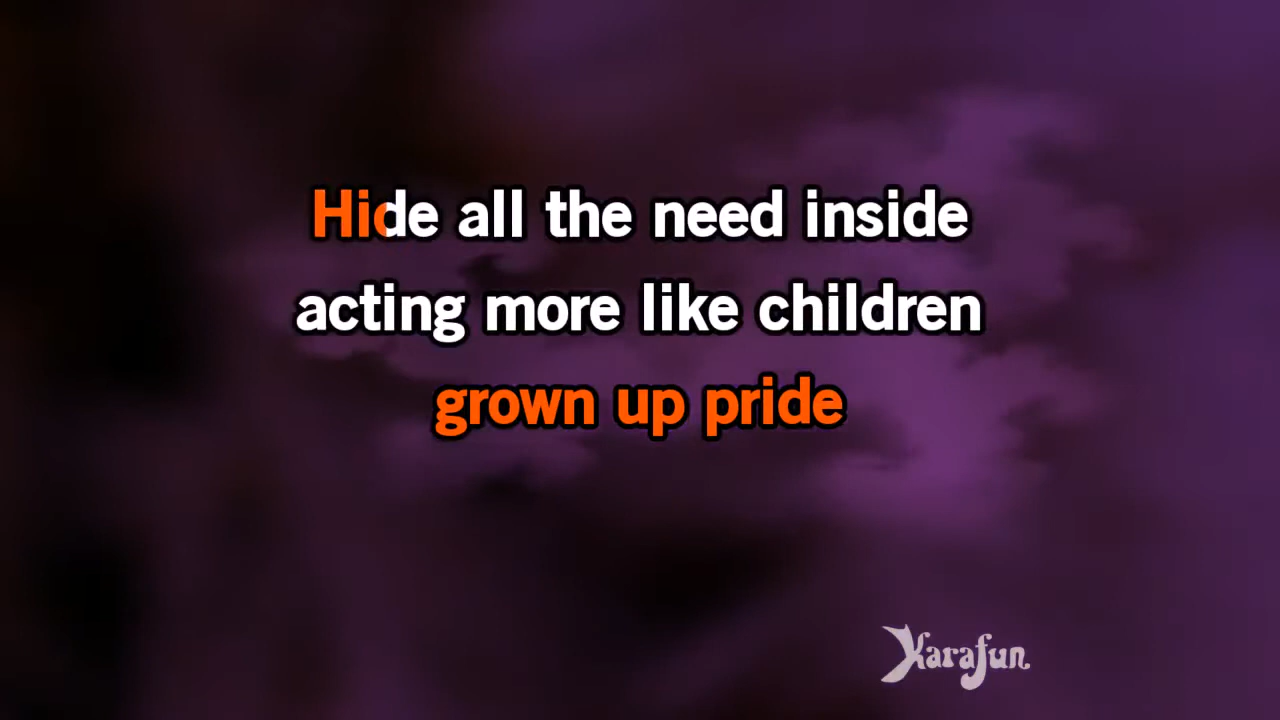 Hide all the need inside
acting more like children
grown up pride
Karafun